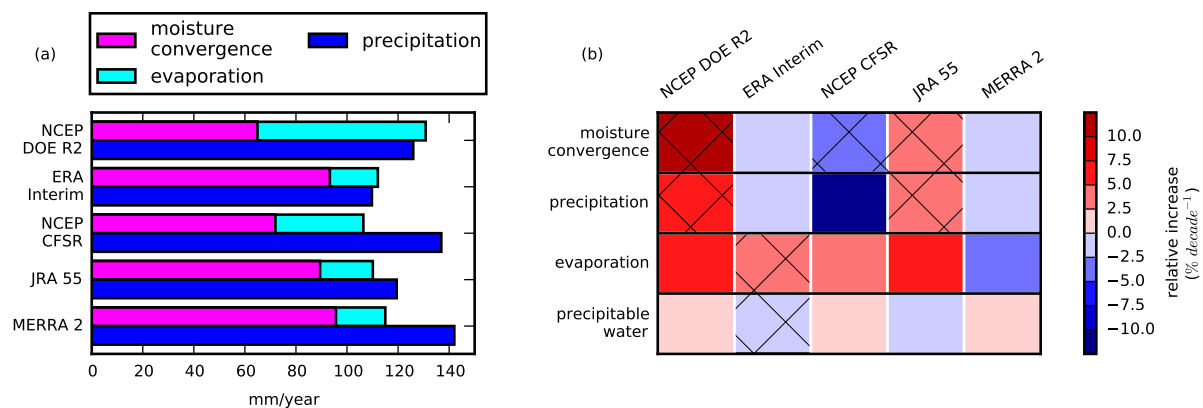 (a)
moisture
convergence
evaporation
precipitation
NCEP
DOE R2
ERA
Interim
NCEP
CFSR
JRA 55
MERRA 2
0 20 40 60 80 100 120 140
mm/year
(b)
NCEP DOE R2
ERA Interim
NCEP CFSR
JRA 55
MERRA 2
moisture
convergence
precipitation
evaporation
precipitable
water
10.0
7.5
5.0
2.5
0.0
−2.5
−5.0
−7.5
−10.0
relative increase
(% decade⁻¹)